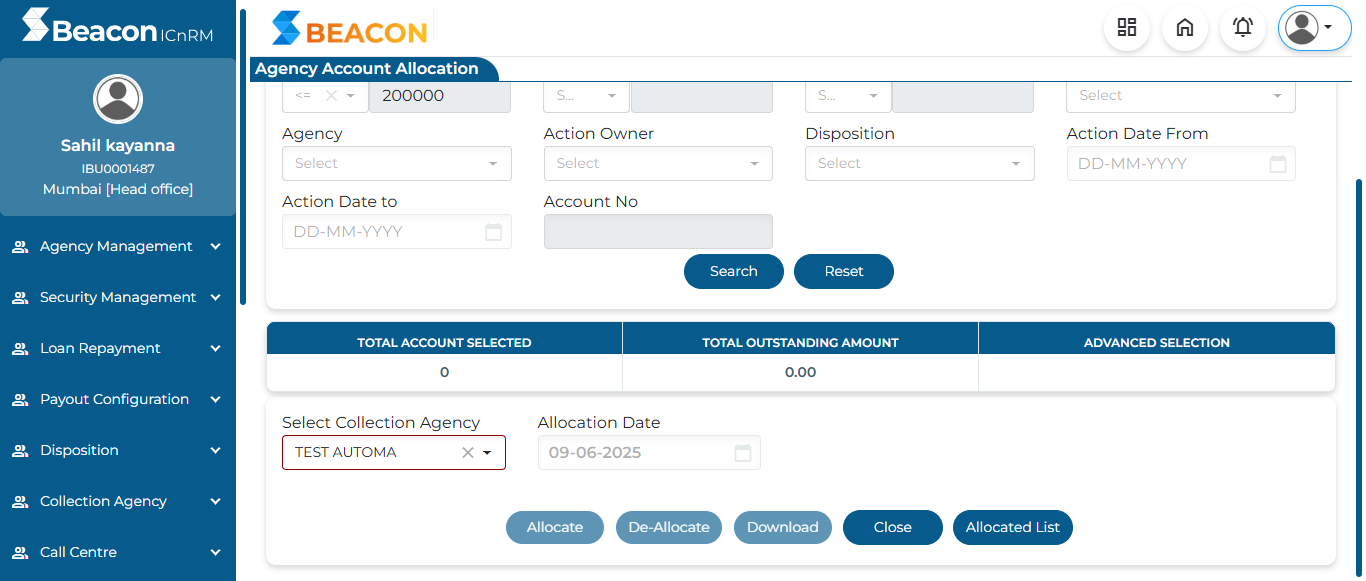 Beacon ICnRM
Sahil kayanna
IBU0001487
Mumbai [Head office]
Agency Management
Security Management
Loan Repayment
Payout Configuration
Disposition
Collection Agency
Call Centre
BEACON
Agency Account Allocation
<= 200000 S... S... Select
Agency Action Owner Disposition Action Date From
Select Select Select DD-MM-YYYY
Action Date to Account No
DD-MM-YYYY
Search Reset
TOTAL ACCOUNT SELECTED TOTAL OUTSTANDING AMOUNT ADVANCED SELECTION
0 0.00
Select Collection Agency Allocation Date
TEST AUTOMA 09-06-2025
Allocate De-Allocate Download Close Allocated List